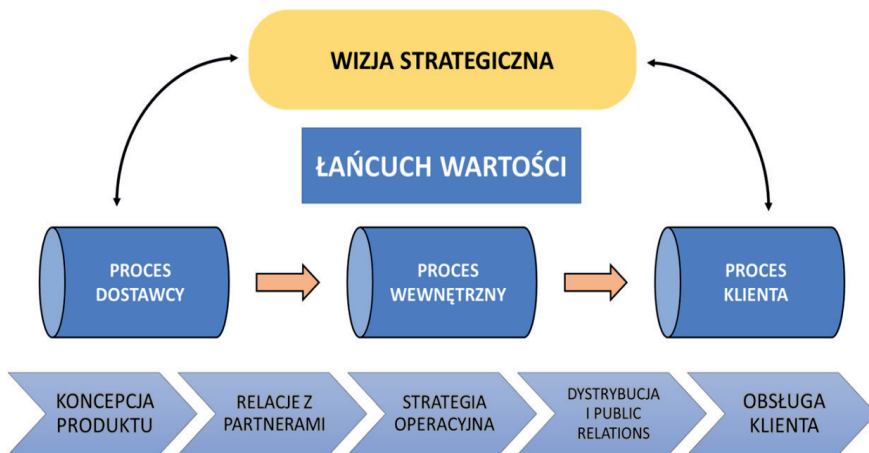 WIZJA STRATEGICZNA
ŁAŃCUCH WARTOŚCI
PROCES
DOSTAWCY
PROCES
WEWNĘTRZNY
PROCES
KLIENTA
KONCEPCJA
PRODUKTU
RELACJE Z
PARTNERAMI
STRATEGIA
OPERACYJNA
DYSTRYBUCJA
I PUBLIC
RELATIONS
OBSŁUGA
KLIENTA